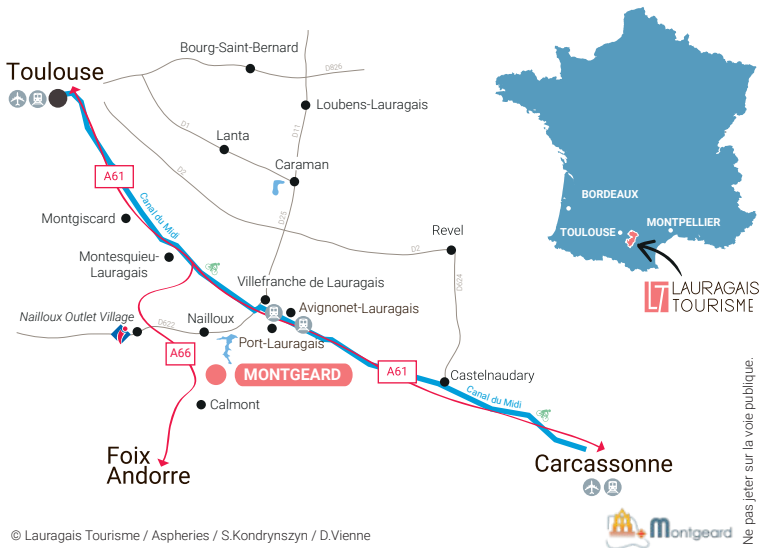 Bourg-Saint-Bernard
D826
Toulouse
Loubens-Lauragais
D1
D11
Lanta
Caraman
A61
D2
Canal du Midi
D25
Montgiscard
Revel
D2
Montesquieu-
Lauragais
D624
Villefranche de Lauragais
Avignonet-Lauragais
Nailloux Outlet Village
D622
Nailloux
Port-Lauragais
A66
MONTGEARD
A61
Castelnaudary
Canal du Midi
Calmont
Foix
Andorre
Carcassonne
BORDEAUX
TOULOUSE
MONTPELLIER
LT
LAURAGAIS
TOURISME
Ne pas jeter sur la voie publique.
© Lauragais Tourisme / Aspheries / S.Kondrynszyn / D.Vienne
Montgeard